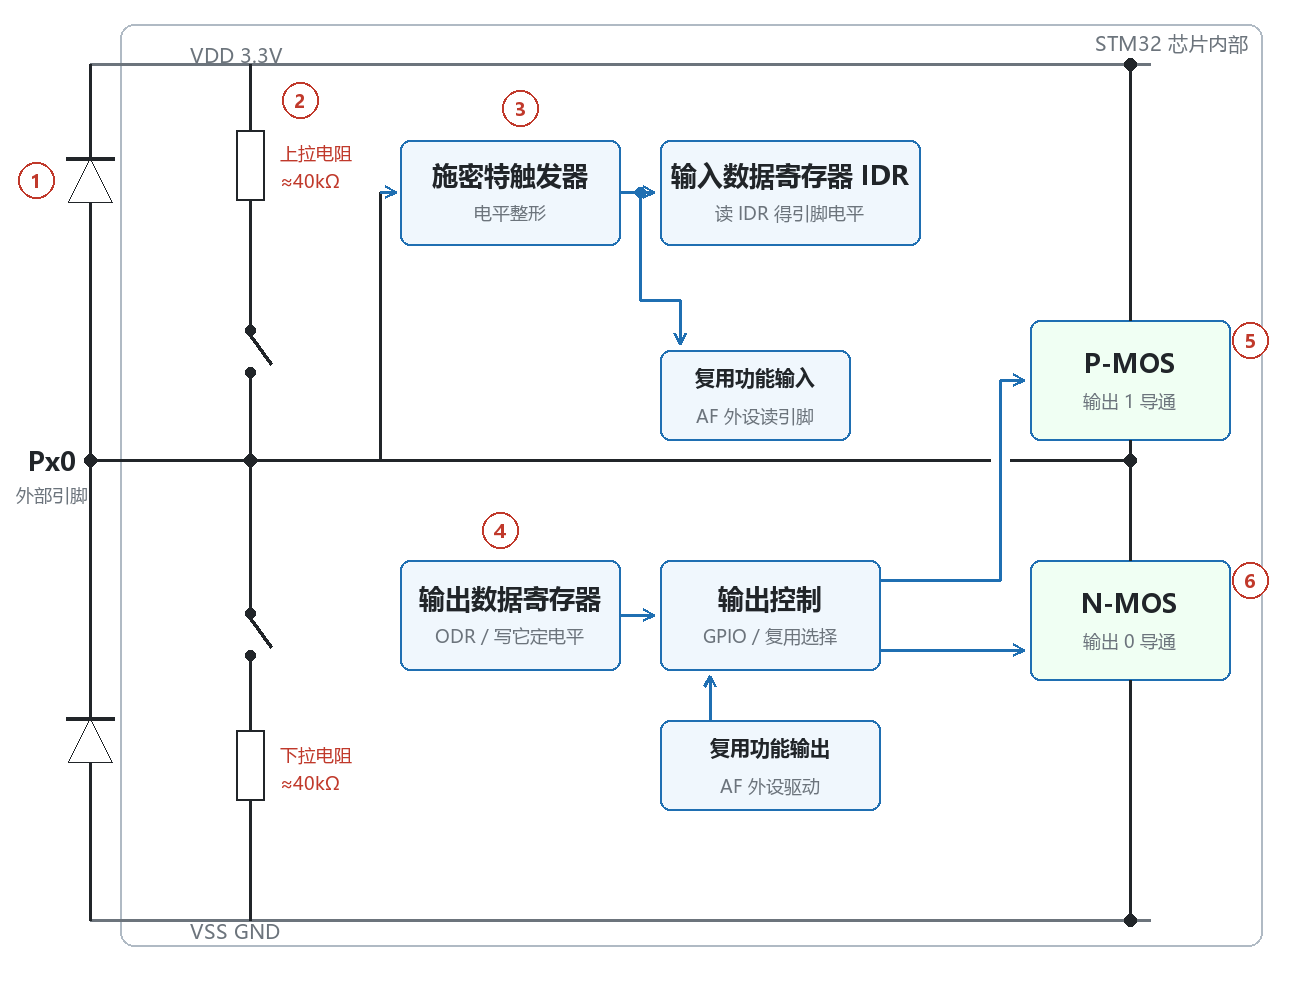 STM32 芯片内部
VDD 3.3V
①
②
上拉电阻
≈40kΩ
③
施密特触发器
电平整形
输入数据寄存器 IDR
读 IDR 得引脚电平
复用功能输入
AF 外设读引脚
P-MOS
输出 1 导通
⑤
Px0
外部引脚
④
输出数据寄存器
ODR / 写它定电平
输出控制
GPIO / 复用选择
N-MOS
输出 0 导通
⑥
复用功能输出
AF 外设驱动
下拉电阻
≈40kΩ
VSS GND